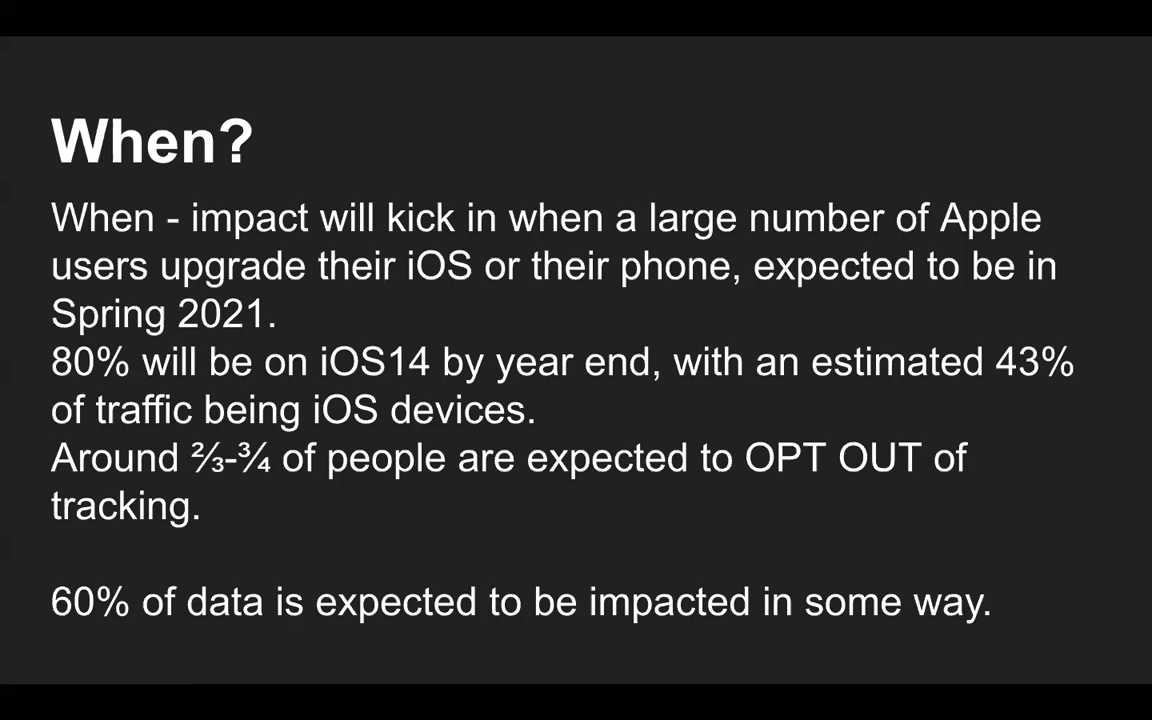 When?
When - impact will kick in when a large number of Apple
users upgrade their iOS or their phone, expected to be in
Spring 2021.
80% will be on iOS14 by year end, with an estimated 43%
of traffic being iOS devices.
Around ⅔-¾ of people are expected to OPT OUT of
tracking.
60% of data is expected to be impacted in some way.